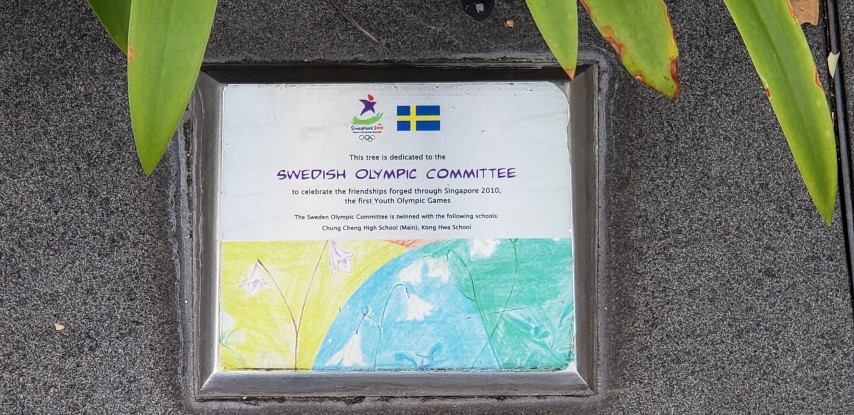 Singapore 2010
This tree is dedicated to the
SWEDISH OLYMPIC COMMITTEE
to celebrate the friendships forged through Singapore 2010,
the first Youth Olympic Games
The Sweden Olympic Committee is twinned with the following schools:
Chung Cheng High School (Main), Kong Hwa School